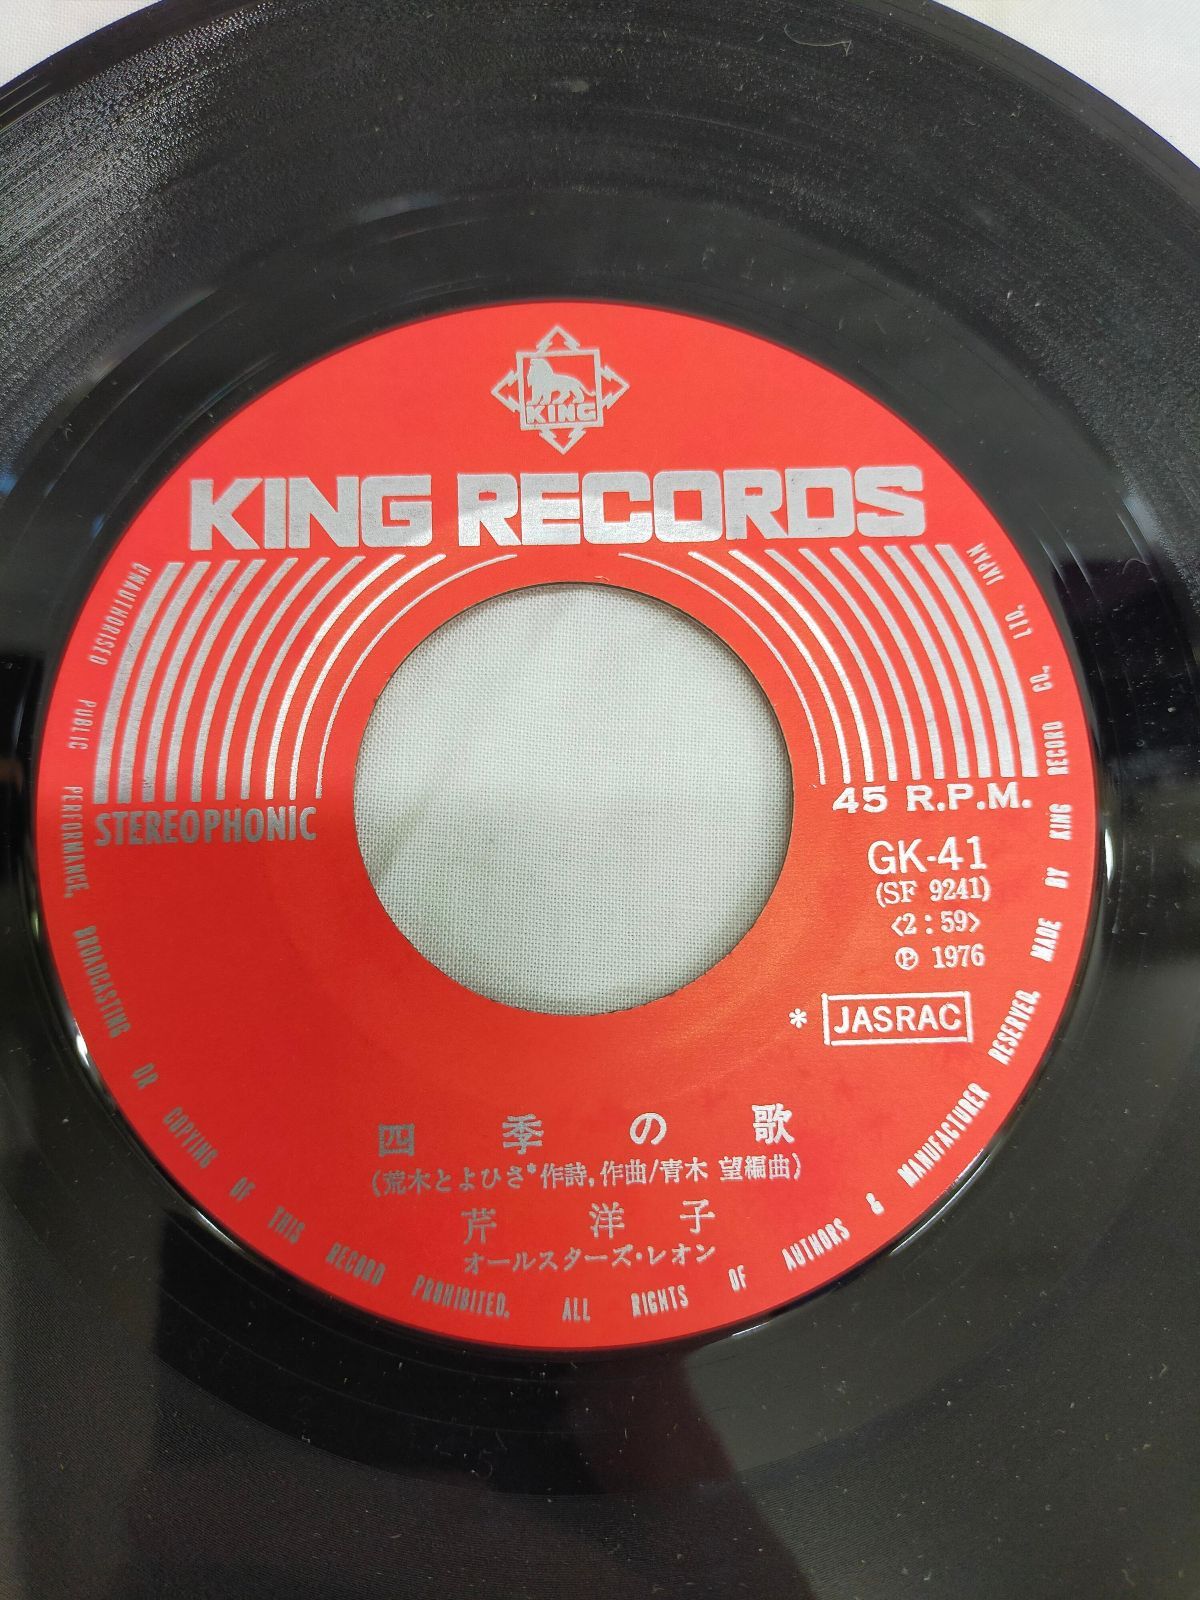 KING
KING RECORDS
STEREOPHONIC
45 R.P.M.
GK-41
(SF 9241)
〈2:59〉
℗ 1976
* JASRAC
四季の歌
(荒木とよひさ*作詩,作曲/青木 望編曲)
芹洋子
オールスターズ・レオン
UNAUTHORISED PUBLIC PERFORMANCE, BROADCASTING OR COPYING OF THIS RECORD PROHIBITED. ALL RIGHTS OF AUTHORS & MANUFACTURER RESERVED. MADE BY KING RECORD CO., LTD. JAPAN